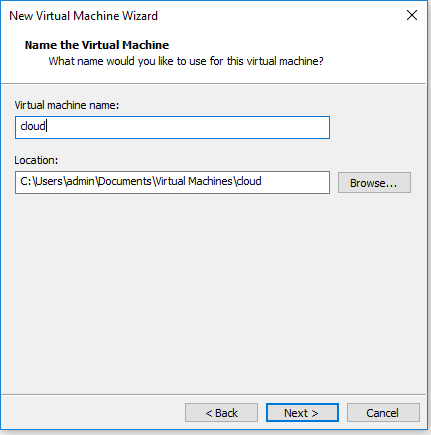 New Virtual Machine Wizard
Name the Virtual Machine
What name would you like to use for this virtual machine?
Virtual machine name:
cloud
Location:
C:\Users\admin\Documents\Virtual Machines\cloud
Browse...
< Back
Next >
Cancel